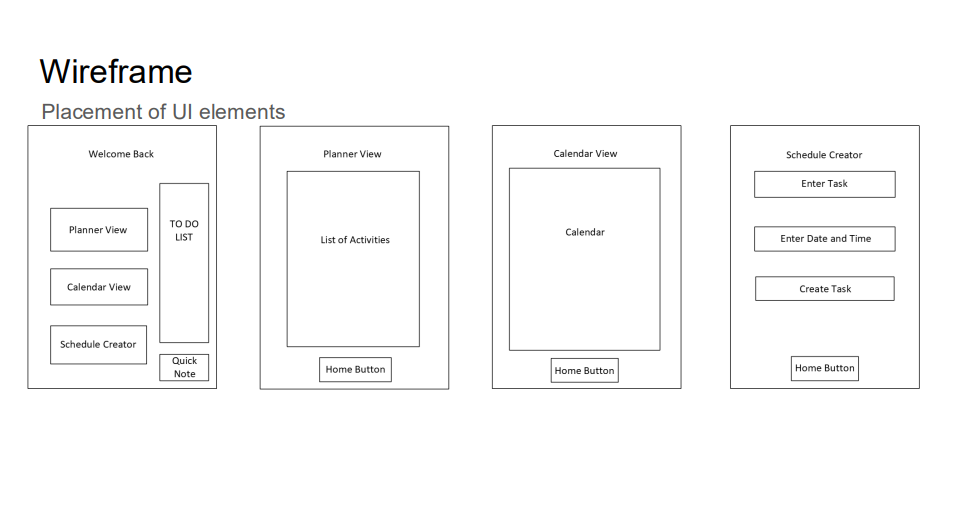 Wireframe
Placement of UI elements
Welcome Back
Planner View
Calendar View
Schedule Creator
TO DO
LIST
Quick
Note
Planner View
List of Activities
Home Button
Calendar View
Calendar
Home Button
Schedule Creator
Enter Task
Enter Date and Time
Create Task
Home Button